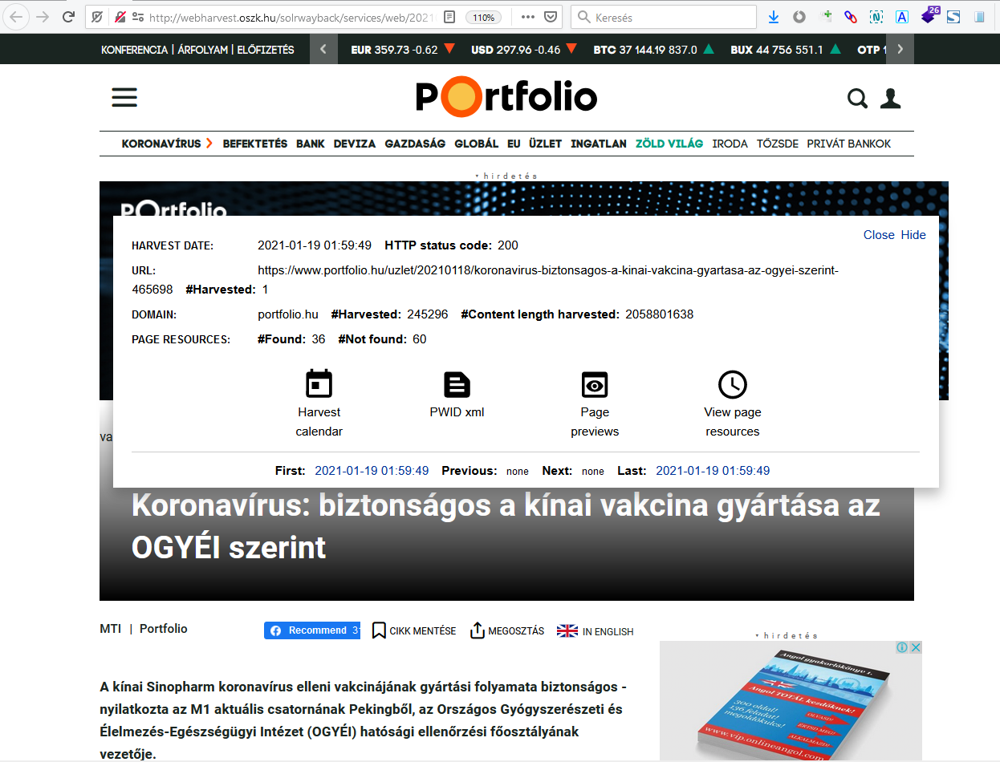 http://webharvest.oszk.hu/solrwayback/services/web/2021
110%
Keresés
26
KONFERENCIA | ÁRFOLYAM | ELŐFIZETÉS
EUR 359.73 -0.62
USD 297.96 -0.46
BTC 37 144.19 837.0
BUX 44 756 551.1
OTP 1
Portfolio
KORONAVÍRUS BEFEKTETÉS BANK DEVIZA GAZDASÁG GLOBÁL EU ÜZLET INGATLAN ZÖLD VILÁG IRODA TŐZSDE PRIVÁT BANKOK
hirdetés
Portfolio
Close Hide
HARVEST DATE: 2021-01-19 01:59:49 HTTP status code: 200
URL: https://www.portfolio.hu/uzlet/20210118/koronavirus-biztonsagos-a-kinai-vakcina-gyartasa-az-ogyei-szerint-
465698 #Harvested: 1
DOMAIN: portfolio.hu #Harvested: 245296 #Content length harvested: 2058801638
PAGE RESOURCES: #Found: 36 #Not found: 60
Harvest
calendar
PWID xml
Page
previews
View page
resources
va
First: 2021-01-19 01:59:49 Previous: none Next: none Last: 2021-01-19 01:59:49
Koronavírus: biztonságos a kínai vakcina gyártása az
OGYÉI szerint
MTI | Portfolio
Recommend
CIKK MENTÉSE
MEGOSZTÁS
IN ENGLISH
hirdetés
A kínai Sinopharm koronavírus elleni vakcinájának gyártási folyamata biztonságos -
nyilatkozta az M1 aktuális csatornának Pekingből, az Országos Gyógyszerészeti és
Élelmezés-Egészségügyi Intézet (OGYÉI) hatósági ellenőrzési főosztályának
vezetője.
Angol gyakorlókönyv 1.
Angol TOTÁL kezdőknek!
300 oldal!
136 feladat!
megoldókulcs!
OLVASD!
ÉRTSD MEG!
ALKALMAZD!
www.vip.onlineangol.com